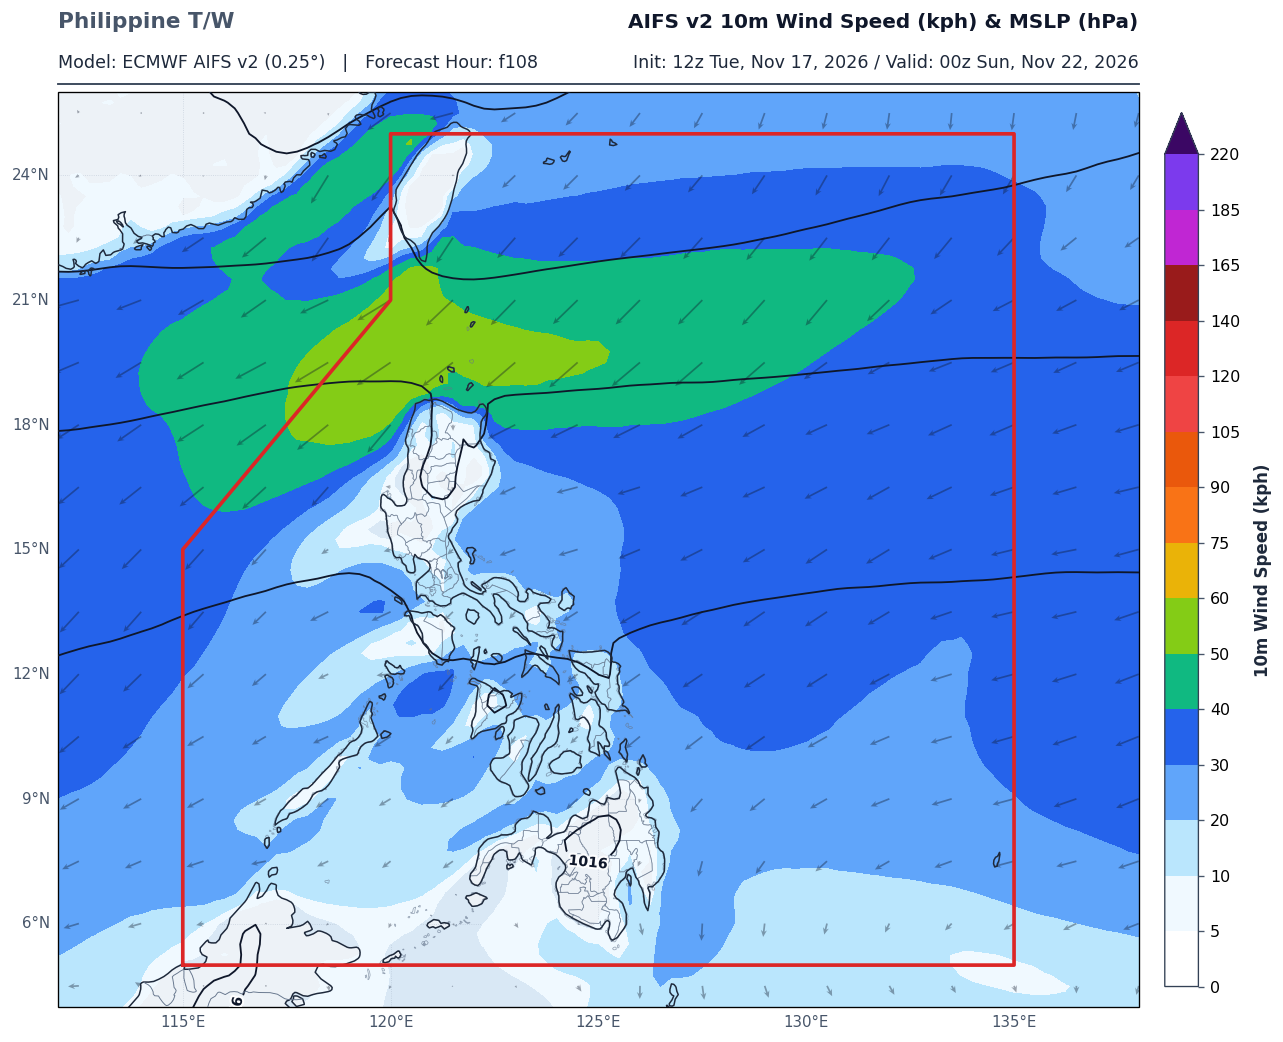 Philippine T/W
AIFS v2 10m Wind Speed (kph) & MSLP (hPa)
Model: ECMWF AIFS v2 (0.25°) | Forecast Hour: f108
Init: 12z Tue, Nov 17, 2026 / Valid: 00z Sun, Nov 22, 2026
24°N
21°N
18°N
15°N
12°N
9°N
6°N
115°E
120°E
125°E
130°E
135°E
1016
220
185
165
140
120
105
90
75
60
50
40
30
20
10
5
0
10m Wind Speed (kph)